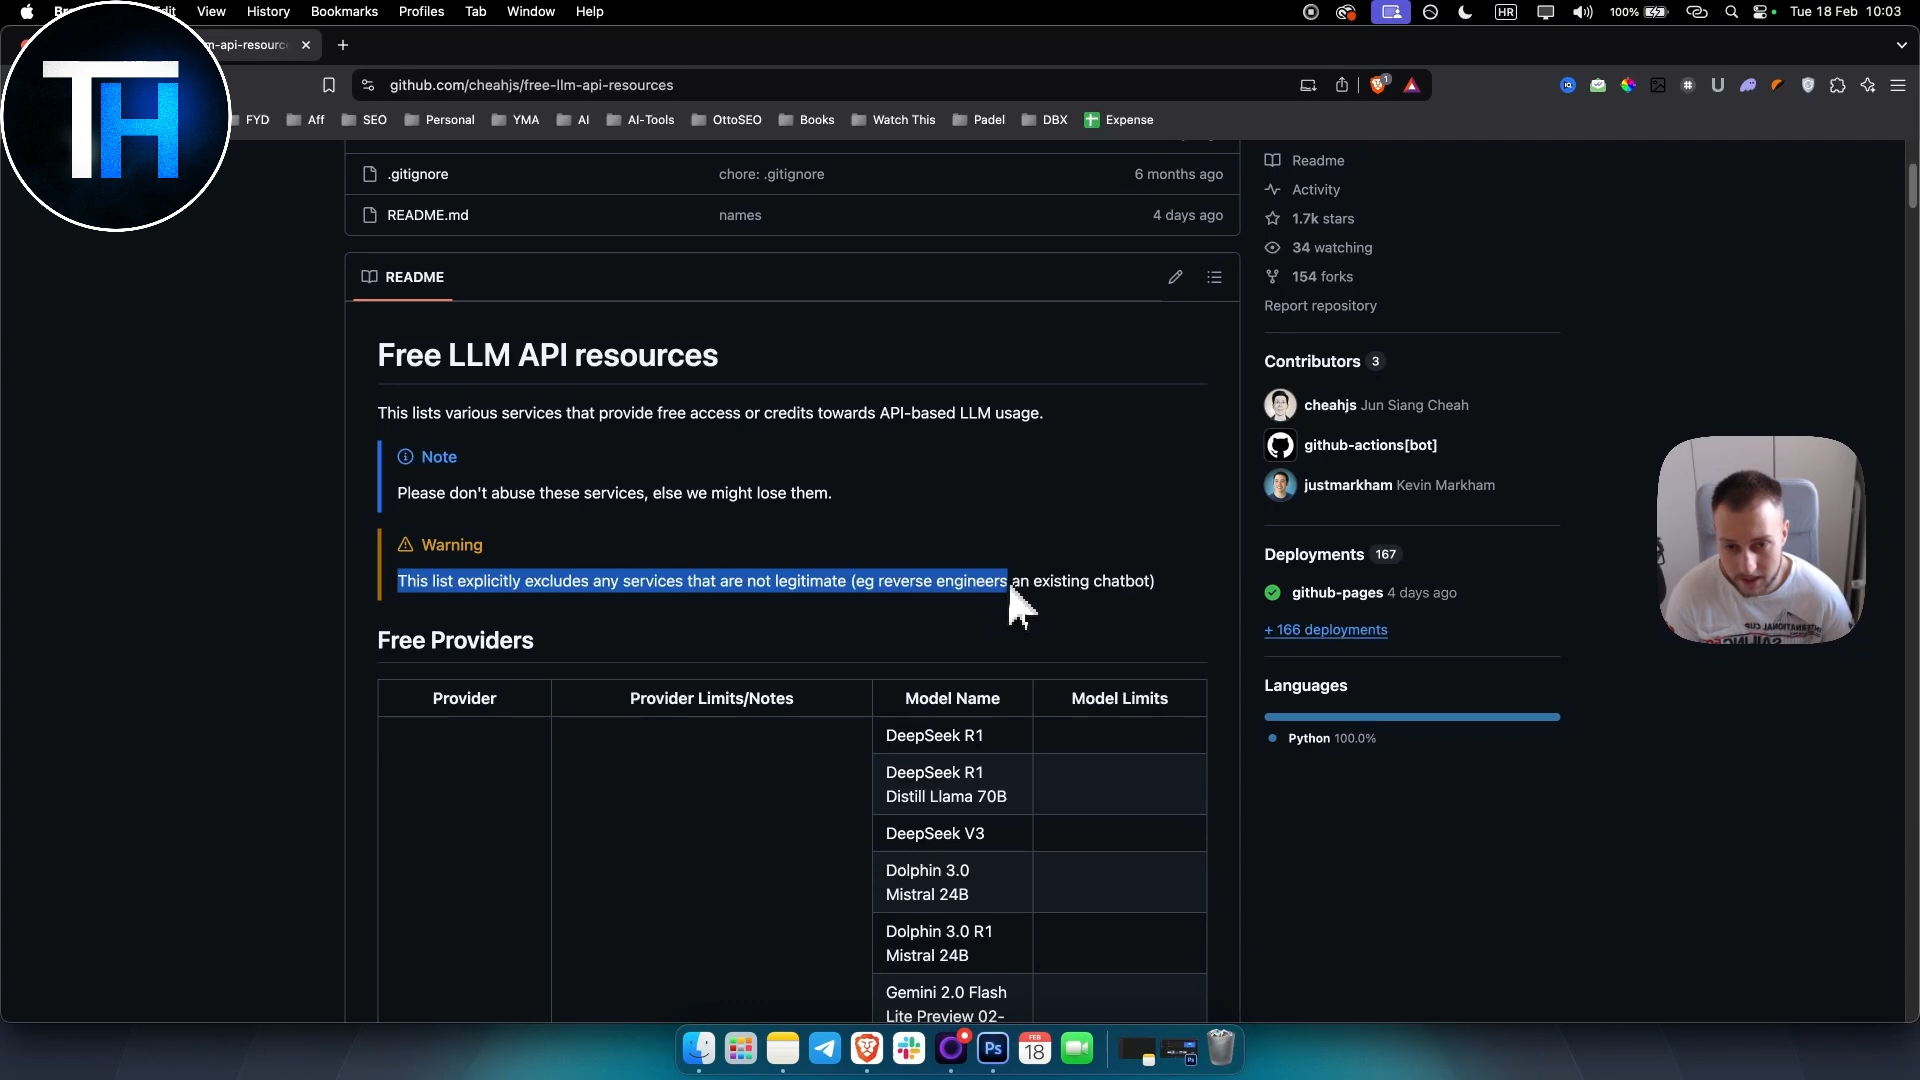 View History Bookmarks Profiles Tab Window Help
HR
100%
Tue 18 Feb 10:03
TH
github.com/cheahjs/free-llm-api-resources
1
FYD Aff SEO Personal YMA AI AI-Tools OttoSEO Books Watch This Padel DBX Expense
.gitignore chore: .gitignore 6 months ago
README.md names 4 days ago
README
Free LLM API resources
This lists various services that provide free access or credits towards API-based LLM usage.
Note
Please don't abuse these services, else we might lose them.
Warning
This list explicitly excludes any services that are not legitimate (eg reverse engineers an existing chatbot)
Free Providers
Provider Provider Limits/Notes Model Name Model Limits
DeepSeek R1
DeepSeek R1
Distill Llama 70B
DeepSeek V3
Dolphin 3.0
Mistral 24B
Dolphin 3.0 R1
Mistral 24B
Gemini 2.0 Flash
Lite Preview 02-
Readme
Activity
1.7k stars
34 watching
154 forks
Report repository
Contributors 3
cheahjs Jun Siang Cheah
github-actions[bot]
justmarkham Kevin Markham
Deployments 167
github-pages 4 days ago
+ 166 deployments
Languages
Python 100.0%
Ps
FEB
18